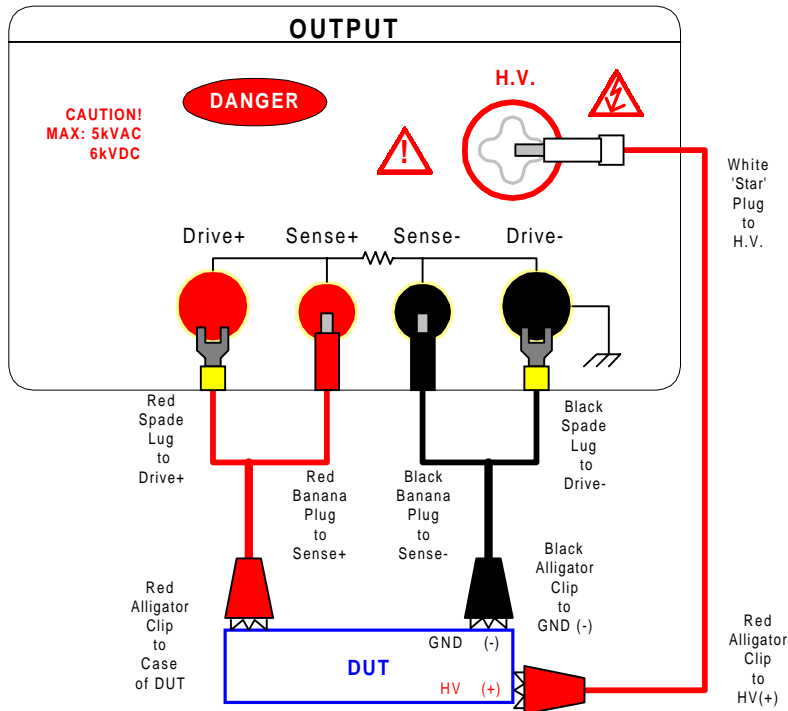 OUTPUT
H.V.
DANGER
CAUTION!
MAX: 5kVAC
6kVDC
!
White
'Star'
Plug
to
H.V.
Drive+
Sense+
Sense-
Drive-
Red
Spade
Lug
to
Drive+
Red
Banana
Plug
to
Sense+
Black
Banana
Plug
to
Sense-
Black
Spade
Lug
to
Drive-
Red
Alligator
Clip
to
Case
of DUT
Black
Alligator
Clip
to
GND (-)
Red
Alligator
Clip
to
HV(+)
GND (-)
DUT
HV (+)